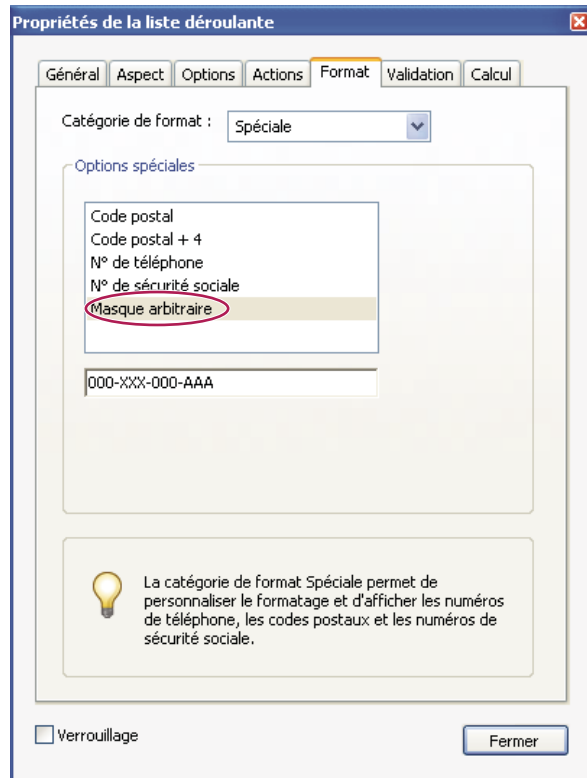 Propriétés de la liste déroulante
Général Aspect Options Actions Format Validation Calcul
Catégorie de format : Spéciale
Options spéciales
Code postal
Code postal + 4
N° de téléphone
N° de sécurité sociale
Masque arbitraire
000-XXX-000-AAA
La catégorie de format Spéciale permet de
personnaliser le formatage et d'afficher les numéros
de téléphone, les codes postaux et les numéros de
sécurité sociale.
Verrouillage Fermer